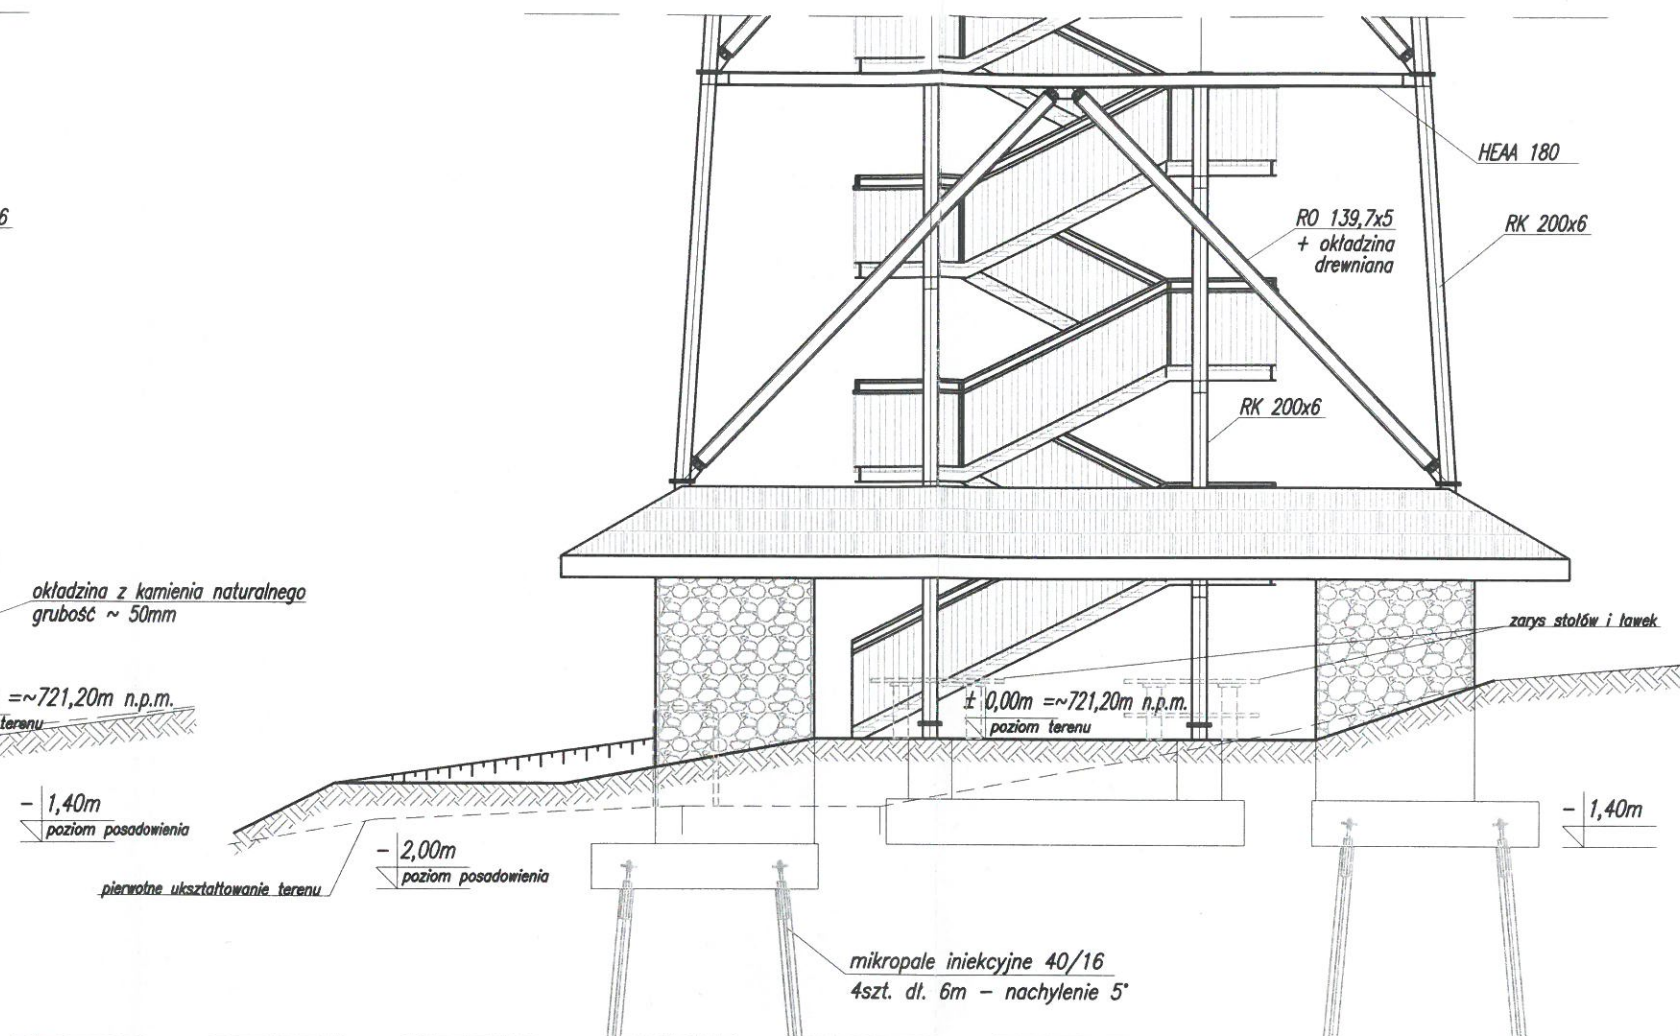 HEAA 180
6
RO 139,7x5
+ okładzina
drewniana
RK 200x6
RK 200x6
okładzina z kamienia naturalnego
grubość ~ 50mm
zarys stołów i ławek
=~721,20m n.p.m.
terenu
± 0,00m =~721,20m n.p.m.
poziom terenu
- 1,40m
poziom posadowienia
- 1,40m
- 2,00m
poziom posadowienia
pierwotne ukształtowanie terenu
mikropale iniekcyjne 40/16
4szt. dł. 6m - nachylenie 5°